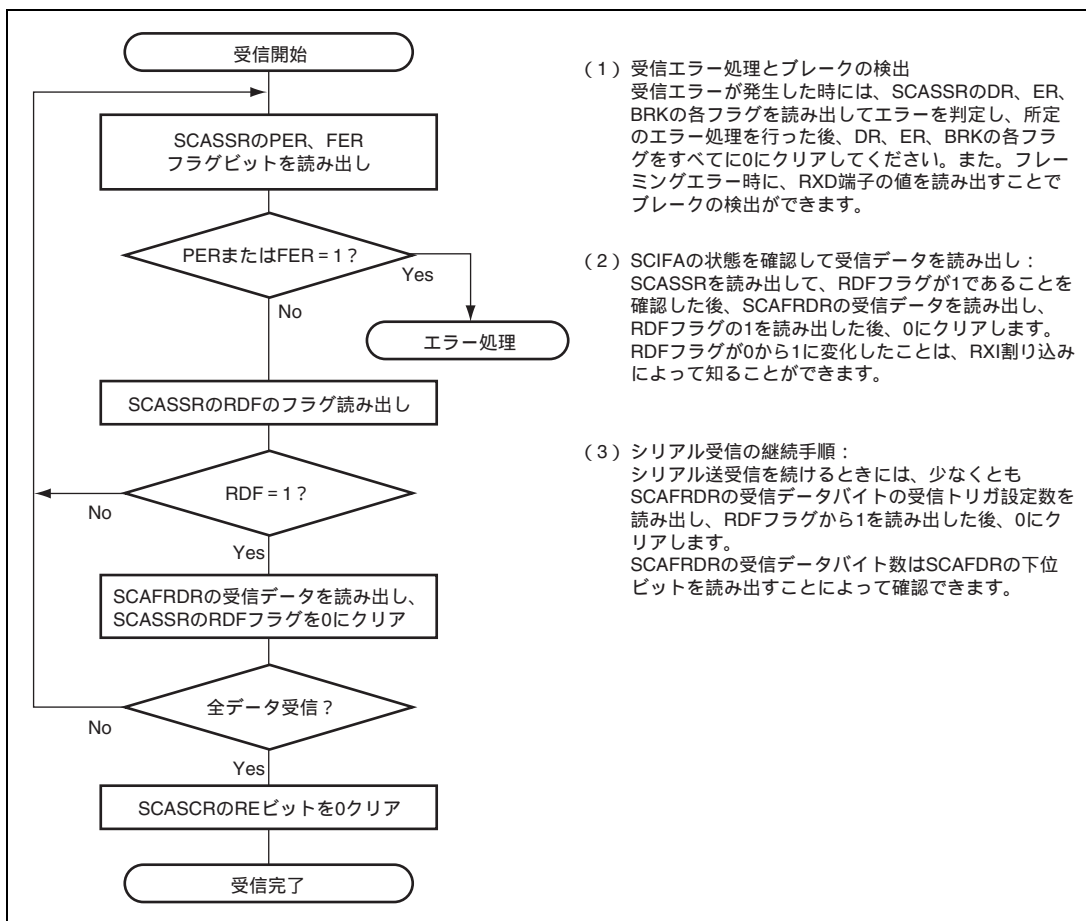 受信開始
SCASSRのPER、FER
フラグビットを読み出し
PERまたはFER = 1？
Yes
No
エラー処理
SCASSRのRDFのフラグ読み出し
RDF = 1？
No
Yes
SCAFRDRの受信データを読み出し、
SCASSRのRDFフラグを0にクリア
全データ受信？
No
Yes
SCASCRのREビットを0クリア
受信完了
（1）受信エラー処理とブレークの検出
受信エラーが発生した時には、SCASSRのDR、ER、
BRKの各フラグを読み出してエラーを判定し、所定
のエラー処理を行った後、DR、ER、BRKの各フラ
グをすべてに0にクリアしてください。また。フレー
ミングエラー時に、RXD端子の値を読み出すことで
ブレークの検出ができます。
（2）SCIFAの状態を確認して受信データを読み出し：
SCASSRを読み出して、RDFフラグが1であることを
確認した後、SCAFRDRの受信データを読み出し、
RDFフラグの1を読み出した後、0にクリアします。
RDFフラグが0から1に変化したことは、RXI割り込み
によって知ることができます。
（3）シリアル受信の継続手順：
シリアル送受信を続けるときには、少なくとも
SCAFRDRの受信データバイトの受信トリガ設定数を
読み出し、RDFフラグから1を読み出した後、0にク
リアします。
SCAFRDRの受信データバイト数はSCAFDRの下位
ビットを読み出すことによって確認できます。